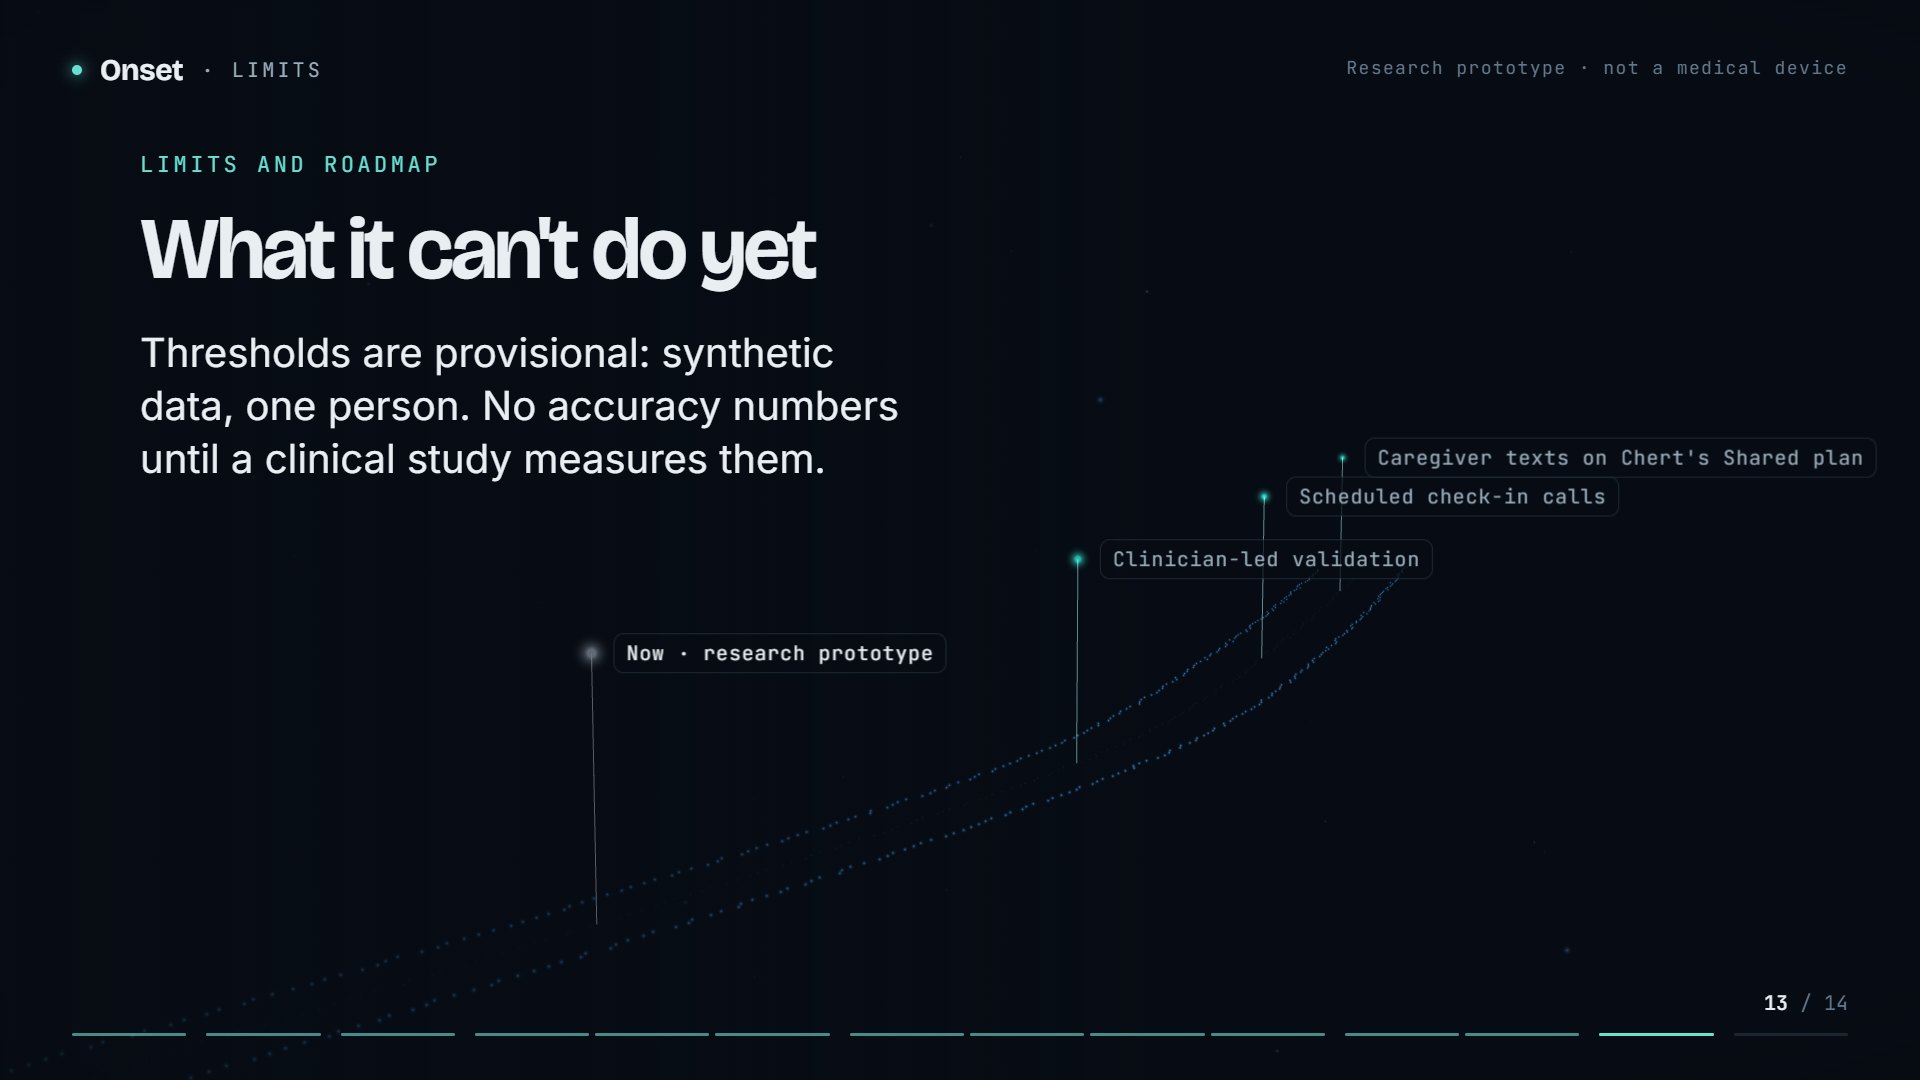 Onset · LIMITS
Research prototype · not a medical device
LIMITS AND ROADMAP
What it can't do yet
Thresholds are provisional: synthetic
data, one person. No accuracy numbers
until a clinical study measures them.
Caregiver texts on Chert's Shared plan
Scheduled check-in calls
Clinician-led validation
Now · research prototype
13 / 14